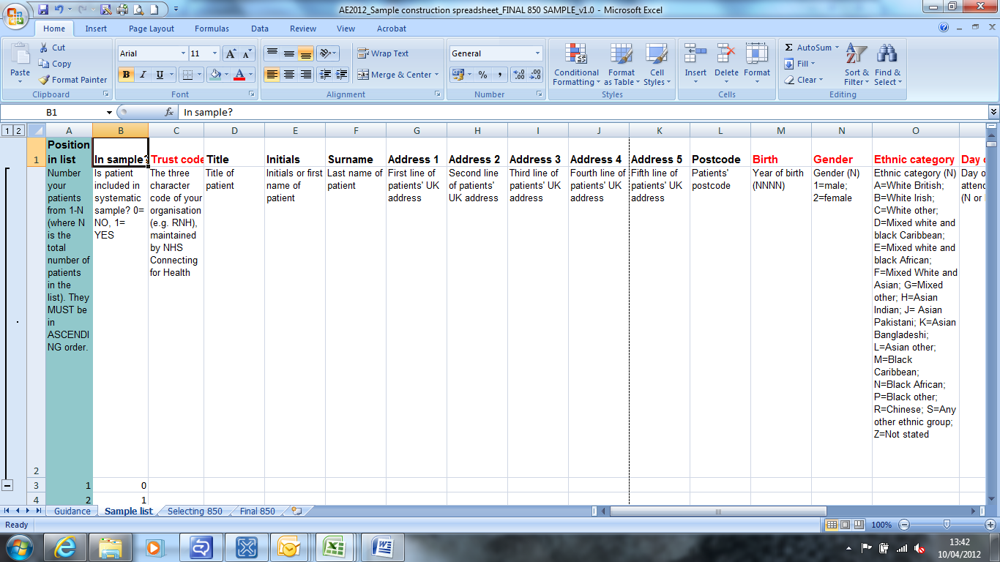 AE2012_Sample construction spreadsheet_FINAL 850 SAMPLE_v1.0 - Microsoft Excel
Home Insert Page Layout Formulas Data Review View Acrobat
Paste
Cut
Copy
Format Painter
Clipboard
Arial 11
B I U
A A
Font
Wrap Text
Merge & Center
Alignment
General
% ,
Number
Conditional Formatting
Format as Table
Cell Styles
Styles
Insert Delete Format
Cells
AutoSum
Fill
Clear
Sort & Filter
Find & Select
Editing
B1 fx In sample?
1 2 A B C D E F G H I J K L M N O
1
Position
in list
In sample?
Trust code
Title
Initials
Surname
Address 1
Address 2
Address 3
Address 4
Address 5
Postcode
Birth
Gender
Ethnic category
Day o
2
Number
your
patients
from 1-N
(where N
is the
total
number of
patients
in the
list). They
MUST be
in
ASCENDI
NG order.
Is patient
included in
systematic
sample? 0=
NO, 1=
YES
The three
character
code of your
organisation
(e.g. RNH),
maintained
by NHS
Connecting
for Health
Title of
patient
Initials or first
name of
patient
Last name of
patient
First line of
patients' UK
address
Second line
of patients'
UK address
Third line of
patients' UK
address
Fourth line of
patients' UK
address
Fifth line of
patients' UK
address
Patients'
postcode
Year of birth
(NNNN)
Gender (N)
1=male;
2=female
Ethnic category (N)
A=White British;
B=White Irish;
C=White other;
D=Mixed white and
black Caribbean;
E=Mixed white and
black African;
F=Mixed White and
Asian; G=Mixed
other; H=Asian
Indian; J= Asian
Pakistani; K=Asian
Bangladeshi;
L=Asian other;
M=Black
Caribbean;
N=Black African;
P=Black other;
R=Chinese; S=Any
other ethnic group;
Z=Not stated
Day o
attend
(N or
3 1 0
4 2 1
Guidance Sample list Selecting 850 Final 850
Ready 100%
13:42
10/04/2012